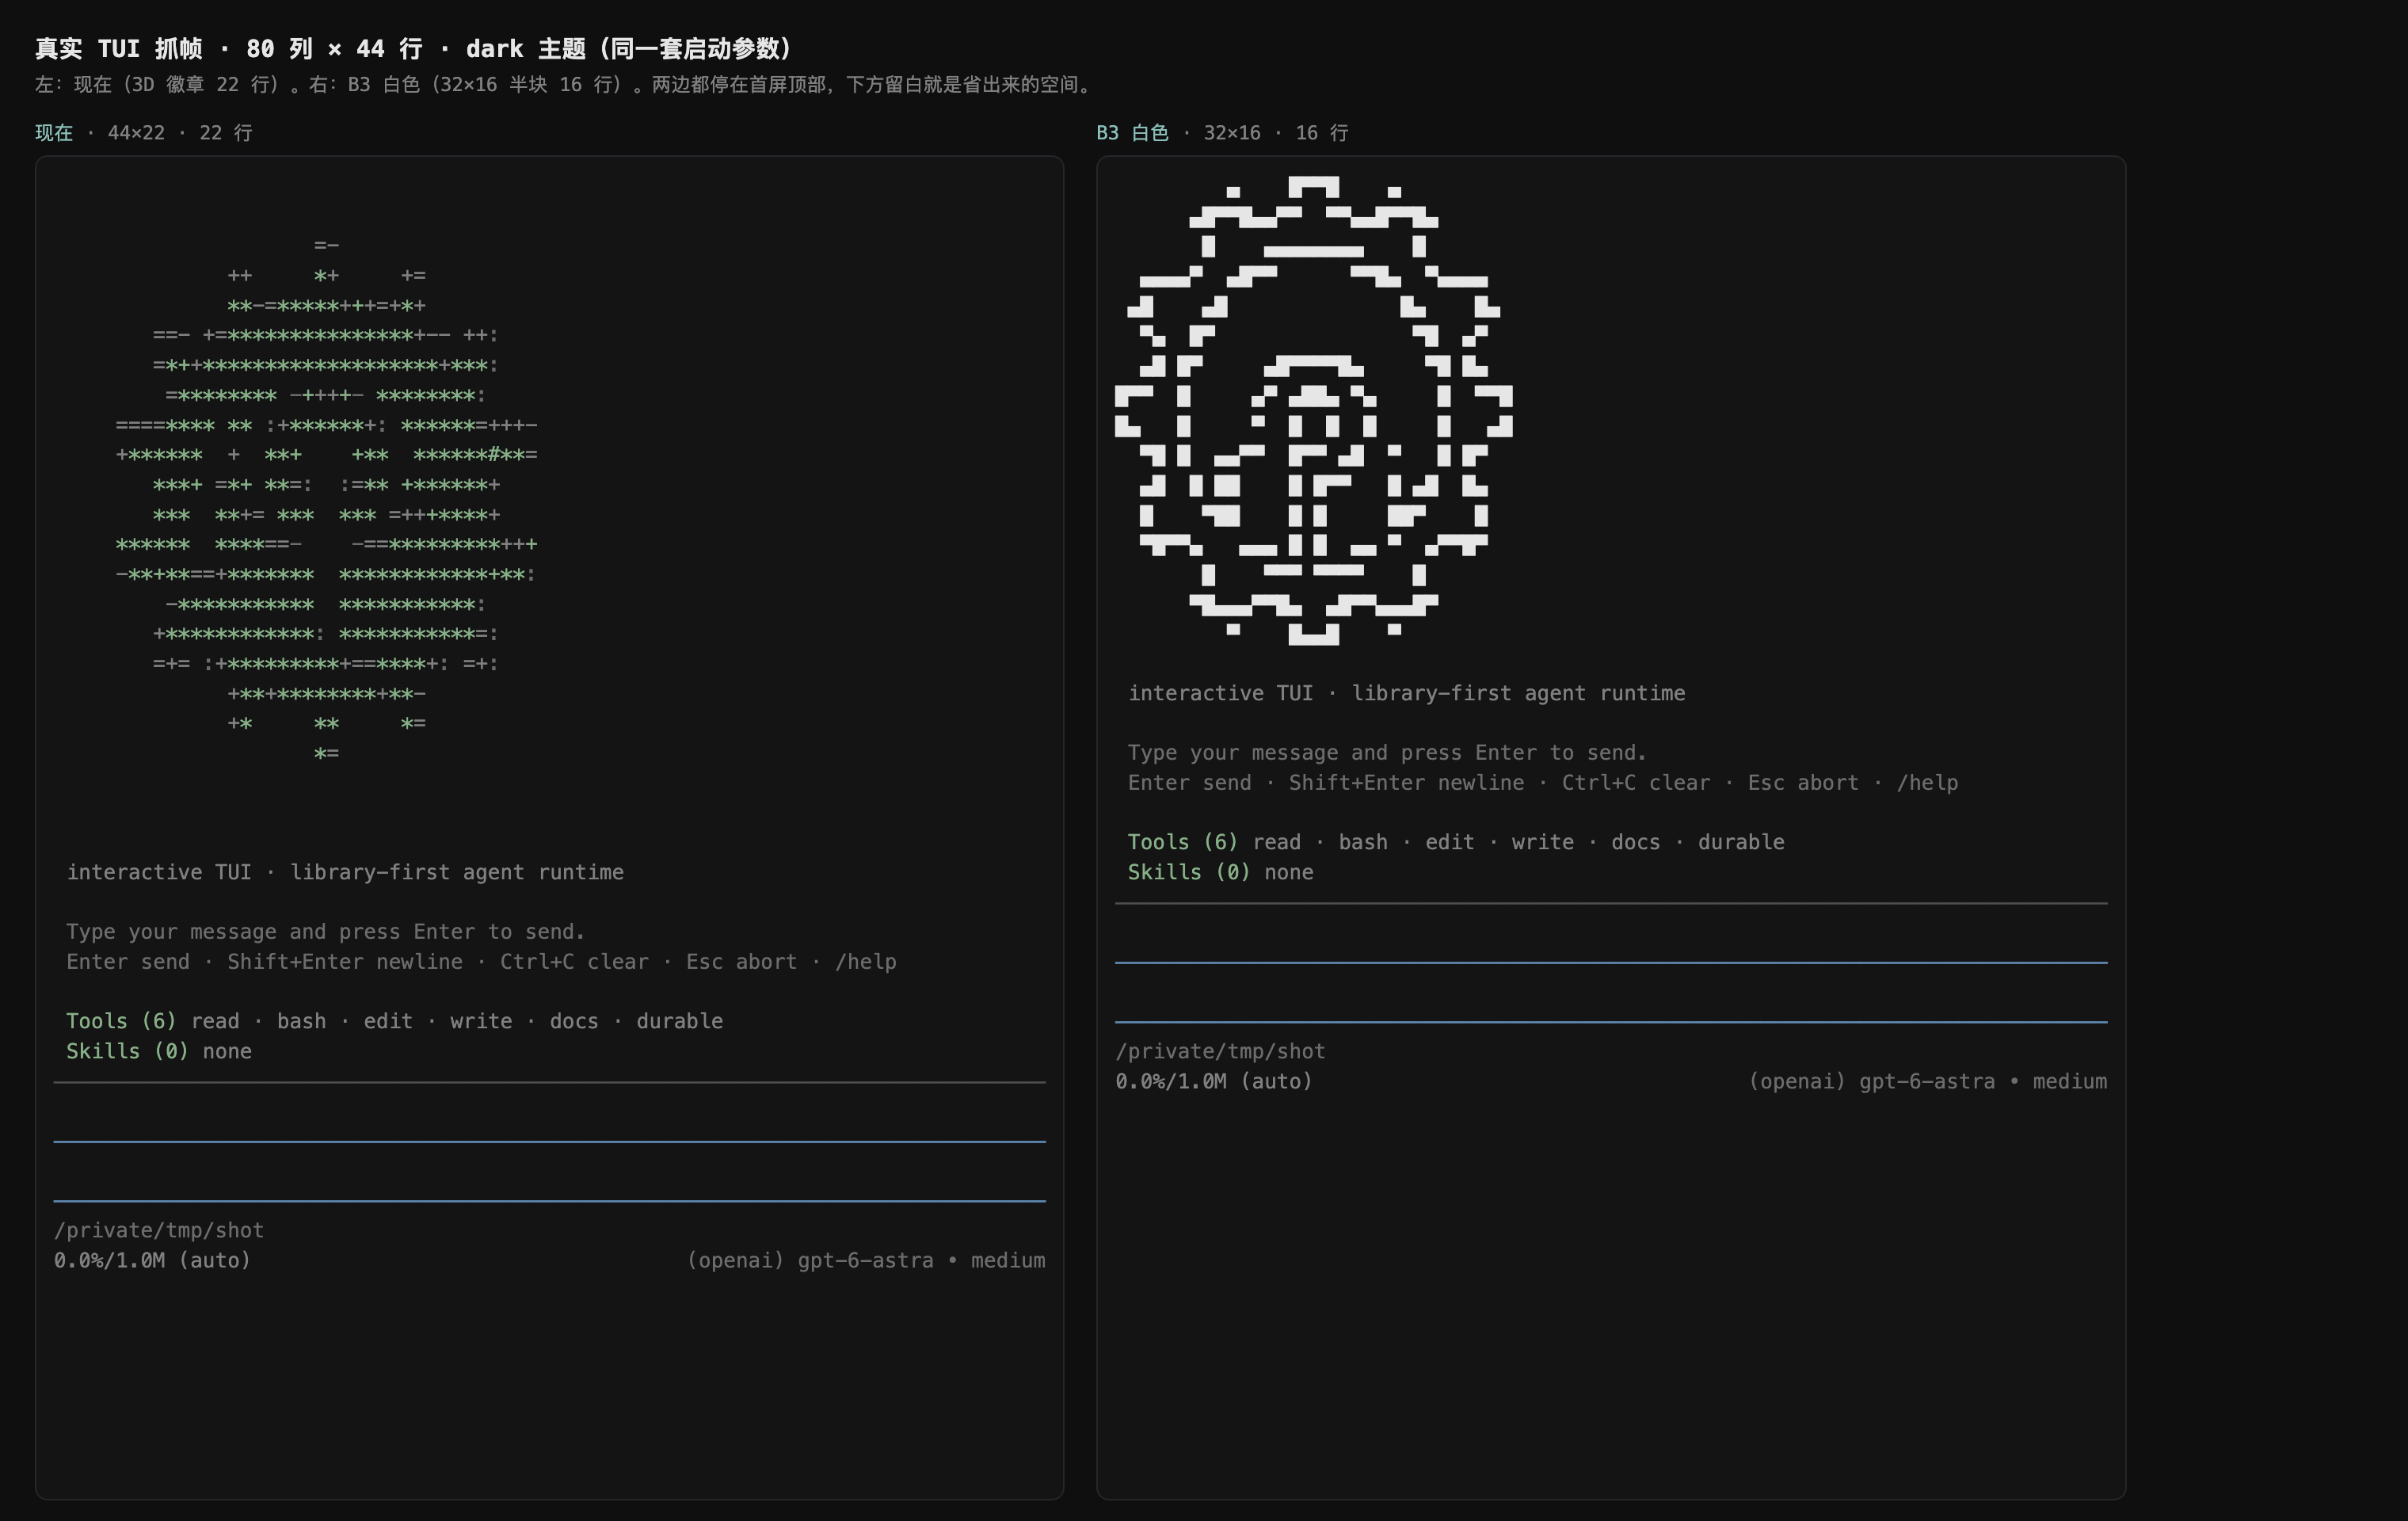 真实 TUI 抓帧 · 80 列 × 44 行 · dark 主题（同一套启动参数）
左：现在（3D 徽章 22 行）。右：B3 白色（32×16 半块 16 行）。两边都停在首屏顶部，下方留白就是省出来的空间。
现在 · 44×22 · 22 行
=-
++     *+     +=
**-=*****+++=+*+
==- +=***************+-- ++:
=*++*******************+***:
=******** -++++- ********:
====**** ** :+******+: ******=+++-
+******  +  **+    +**  ******#**=
***+ =*+ **=:  :=** +******+
***  **+= ***  *** =+++****+
******  ****==-    -==*********+++
-**+**==+*******  ************+**:
-***********  ***********:
+************: ***********=:
=+= :+*********+==****+: =+:
+**+********+**-
+*     **     *=
*=
interactive TUI · library-first agent runtime
Type your message and press Enter to send.
Enter send · Shift+Enter newline · Ctrl+C clear · Esc abort · /help
Tools (6) read · bash · edit · write · docs · durable
Skills (0) none
/private/tmp/shot
0.0%/1.0M (auto) (openai) gpt-6-astra • medium
B3 白色 · 32×16 · 16 行
interactive TUI · library-first agent runtime
Type your message and press Enter to send.
Enter send · Shift+Enter newline · Ctrl+C clear · Esc abort · /help
Tools (6) read · bash · edit · write · docs · durable
Skills (0) none
/private/tmp/shot
0.0%/1.0M (auto) (openai) gpt-6-astra • medium